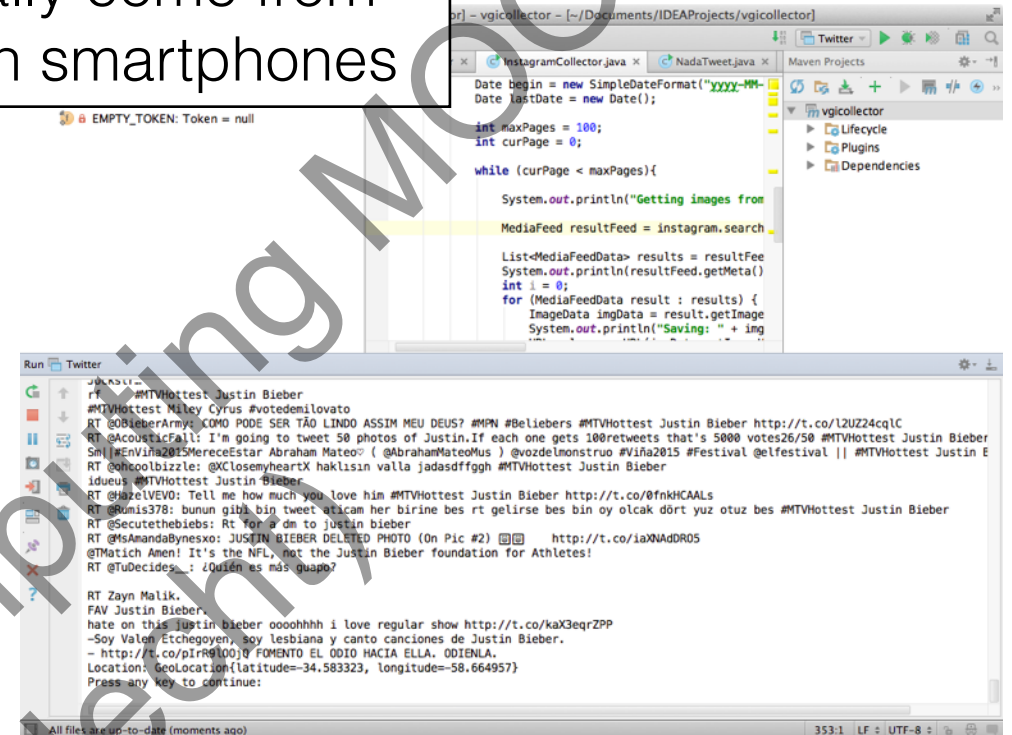 ally come from
n smartphones
or] – vgicollector – [~/Documents/IDEAProjects/vgicollector]
Twitter
InstagramCollector.java × NadaTweet.java × Maven Projects
EMPTY_TOKEN: Token = null
Date begin = new SimpleDateFormat("yyyy-MM-
Date lastDate = new Date();
int maxPages = 100;
int curPage = 0;
while (curPage < maxPages){
System.out.println("Getting images from
MediaFeed resultFeed = instagram.search
List<MediaFeedData> results = resultFee
System.out.println(resultFeed.getMeta()
int i = 0;
for (MediaFeedData result : results) {
ImageData imgData = result.getImage
System.out.println("Saving: " + img
vgicollector
Lifecycle
Plugins
Dependencies
Run Twitter
rf #MTVHottest Justin Bieber
#MTVHottest Miley Cyrus #votedemilovato
RT @OBieberArmy: COMO PODE SER TÃO LINDO ASSIM MEU DEUS? #MPN #Beliebers #MTVHottest Justin Bieber http://t.co/l2UZ24cqlC
RT @AcousticFall: I'm going to tweet 50 photos of Justin.If each one gets 100retweets that's 5000 votes26/50 #MTVHottest Justin Bieber
Sml||#EnViña2015MereceEstar Abraham Mateo♡ ( @AbrahamMateoMus ) @vozdelmonstruo #Viña2015 #Festival @elfestival || #MTVHottest Justin B
RT @ohcoolbizzle: @XClosemyheartX haklısın valla jadasdffggh #MTVHottest Justin Bieber
idueus #MTVHottest Justin Bieber
RT @HazelVEVO: Tell me how much you love him #MTVHottest Justin Bieber http://t.co/0fnkHCAALs
RT @Rumis378: bunun gibi bin tweet aticam her birine bes rt gelirse bes bin oy olcak dört yuz otuz bes #MTVHottest Justin Bieber
RT @Secutethebiebs: Rt for a dm to justin bieber
RT @MsAmandaBynesxo: JUSTIN BIEBER DELETED PHOTO (On Pic #2) http://t.co/iaXNAdDRO5
@TMatich Amen! It's the NFL, not the Justin Bieber foundation for Athletes!
RT @TuDecides__: ¿Quién es más guapo?
RT Zayn Malik.
FAV Justin Bieber.
hate on this justin bieber oooohhhh i love regular show http://t.co/kaX3eqrZPP
–Soy Valen Etchegoyen, soy lesbiana y canto canciones de Justin Bieber.
– http://t.co/pIrR9lOOjQ FOMENTO EL ODIO HACIA ELLA. ODIENLA.
Location: GeoLocation{latitude=-34.583323, longitude=-58.664957}
Press any key to continue:
All files are up-to-date (moments ago) 353:1 LF UTF-8
puting MOO
echt)